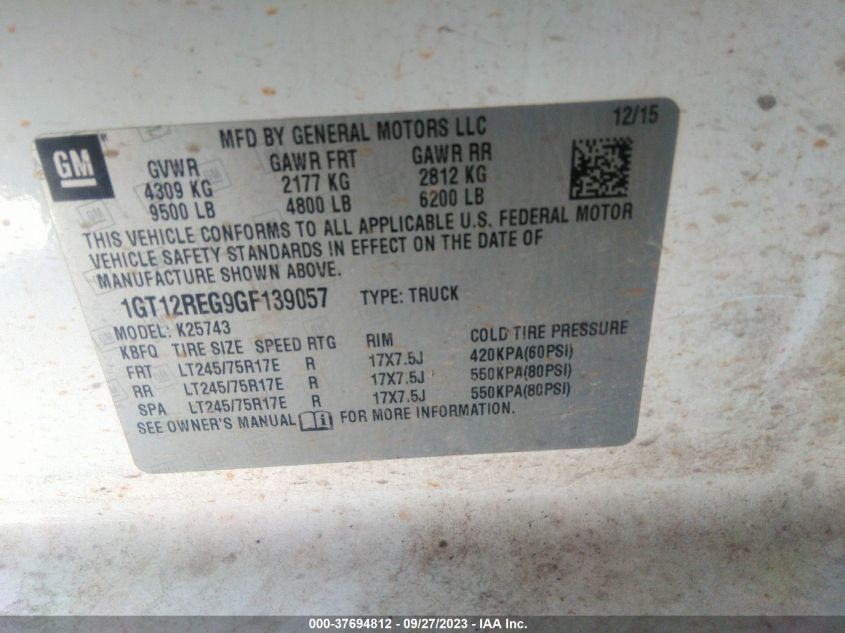 GM
MFD BY GENERAL MOTORS LLC 12/15
GVWR GAWR FRT GAWR RR
4309 KG 2177 KG 2812 KG
9500 LB 4800 LB 6200 LB
THIS VEHICLE CONFORMS TO ALL APPLICABLE U.S. FEDERAL MOTOR
VEHICLE SAFETY STANDARDS IN EFFECT ON THE DATE OF
MANUFACTURE SHOWN ABOVE.
1GT12REG9GF139057 TYPE: TRUCK
MODEL: K25743
KBFQ TIRE SIZE SPEED RTG RIM COLD TIRE PRESSURE
FRT LT245/75R17E R 17X7.5J 420KPA(60PSI)
RR LT245/75R17E R 17X7.5J 550KPA(80PSI)
SPA LT245/75R17E R 17X7.5J 550KPA(80PSI)
SEE OWNER'S MANUAL FOR MORE INFORMATION.
000-37694812 - 09/27/2023 - IAA Inc.